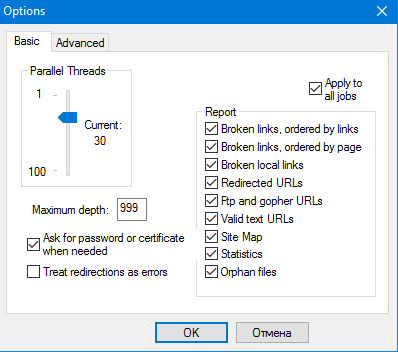 Options
Basic
Advanced
Parallel Threads
1
Current:
30
100
Maximum depth: 999
Ask for password or certificate
when needed
Treat redirections as errors
Apply to
all jobs
Report
Broken links, ordered by links
Broken links, ordered by page
Broken local links
Redirected URLs
Ftp and gopher URLs
Valid text URLs
Site Map
Statistics
Orphan files
OK
Отмена